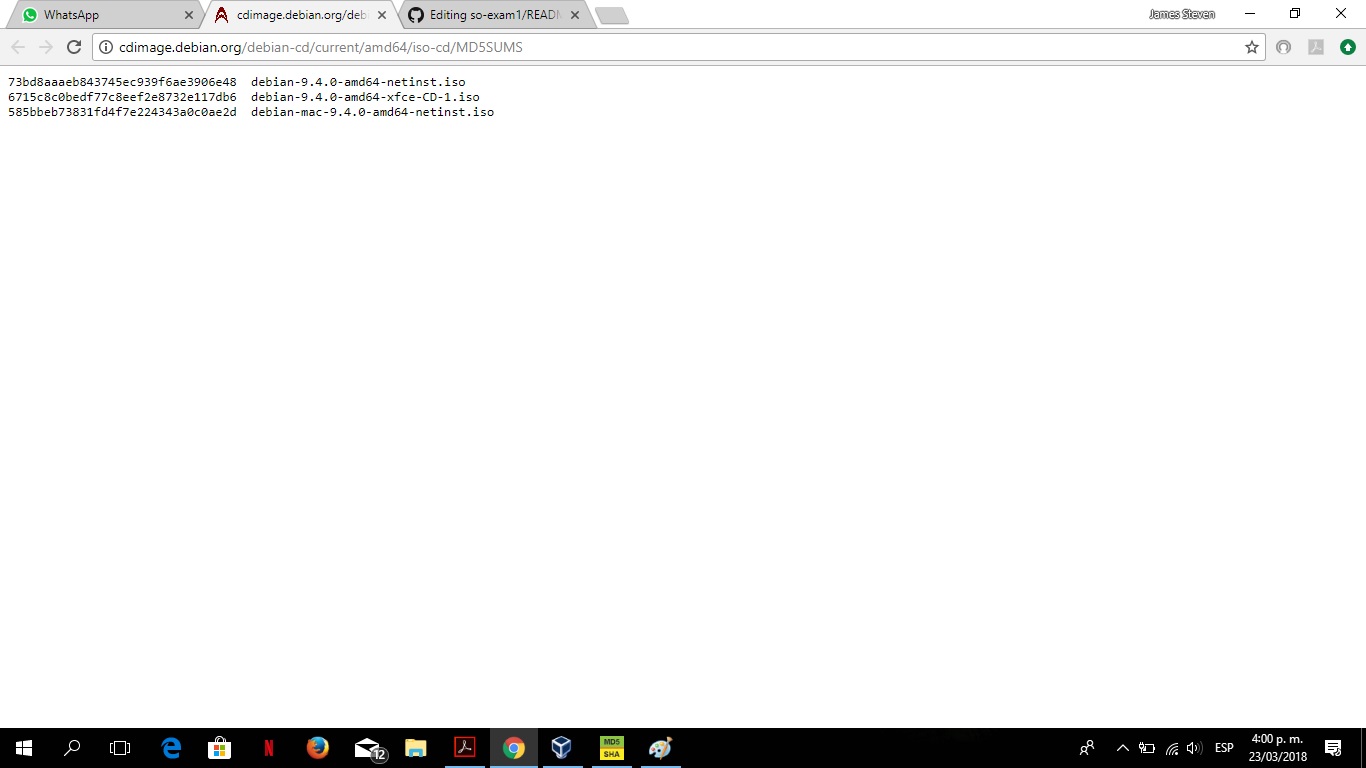 WhatsApp
cdimage.debian.org/deb
Editing so-exam1/READ
James Steven
cdimage.debian.org/debian-cd/current/amd64/iso-cd/MD5SUMS
73bd8aaaeb843745ec939f6ae3906e48 debian-9.4.0-amd64-netinst.iso
6715c8c0bedf77c8eef2e8732e117db6 debian-9.4.0-amd64-xfce-CD-1.iso
585bbeb73831fd4f7e224343a0c0ae2d debian-mac-9.4.0-amd64-netinst.iso
12
MD5
SHA
ESP
4:00 p. m.
23/03/2018